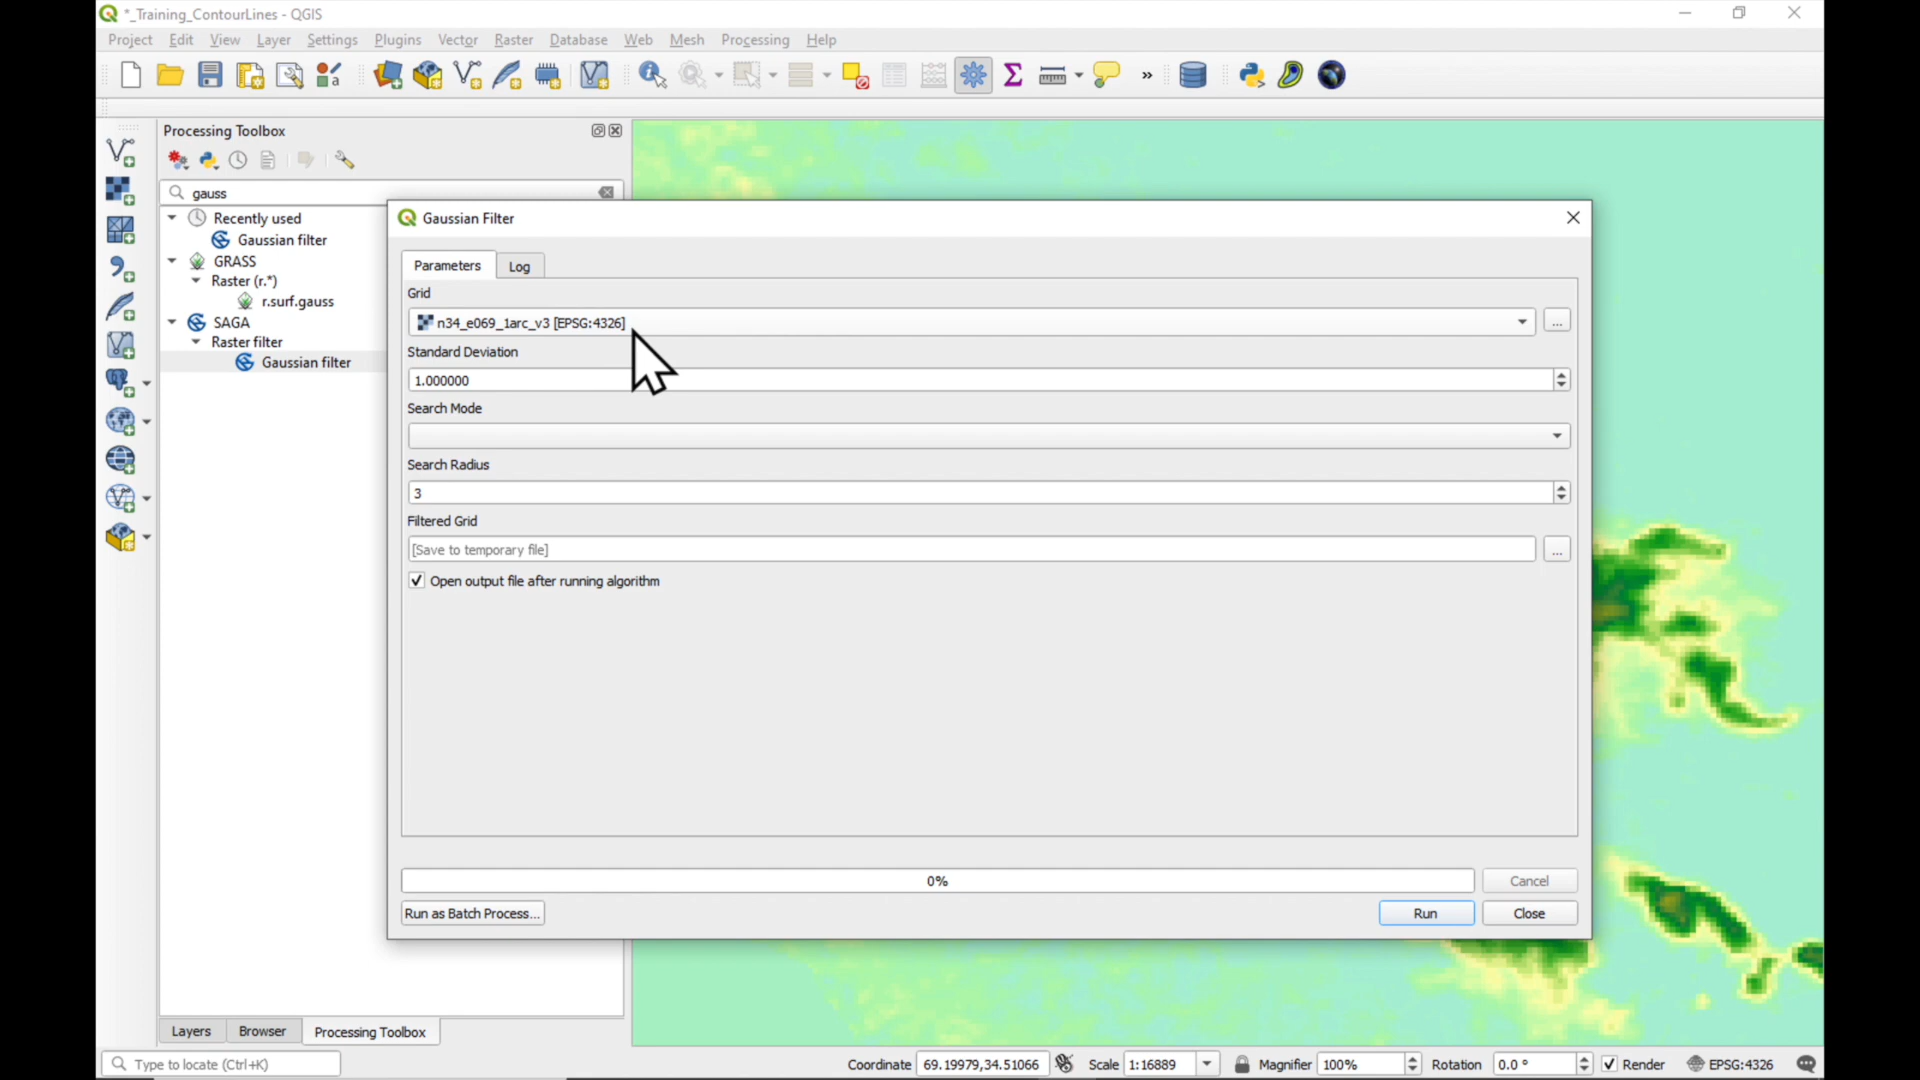 *_Training_ContourLines - QGIS
Project Edit View Layer Settings Plugins Vector Raster Database Web Mesh Processing Help
Processing Toolbox
gauss
Recently used
Gaussian filter
GRASS
Raster (r.*)
r.surf.gauss
SAGA
Raster filter
Gaussian filter
Gaussian Filter
Parameters Log
Grid
n34_e069_1arc_v3 [EPSG:4326]
...
Standard Deviation
1.000000
Search Mode
Search Radius
3
Filtered Grid
[Save to temporary file]
...
Open output file after running algorithm
0%
Cancel
Run as Batch Process...
Run
Close
Layers Browser Processing Toolbox
Type to locate (Ctrl+K)
Coordinate 69.19979,34.51066 Scale 1:16889 Magnifier 100% Rotation 0.0 ° Render EPSG:4326